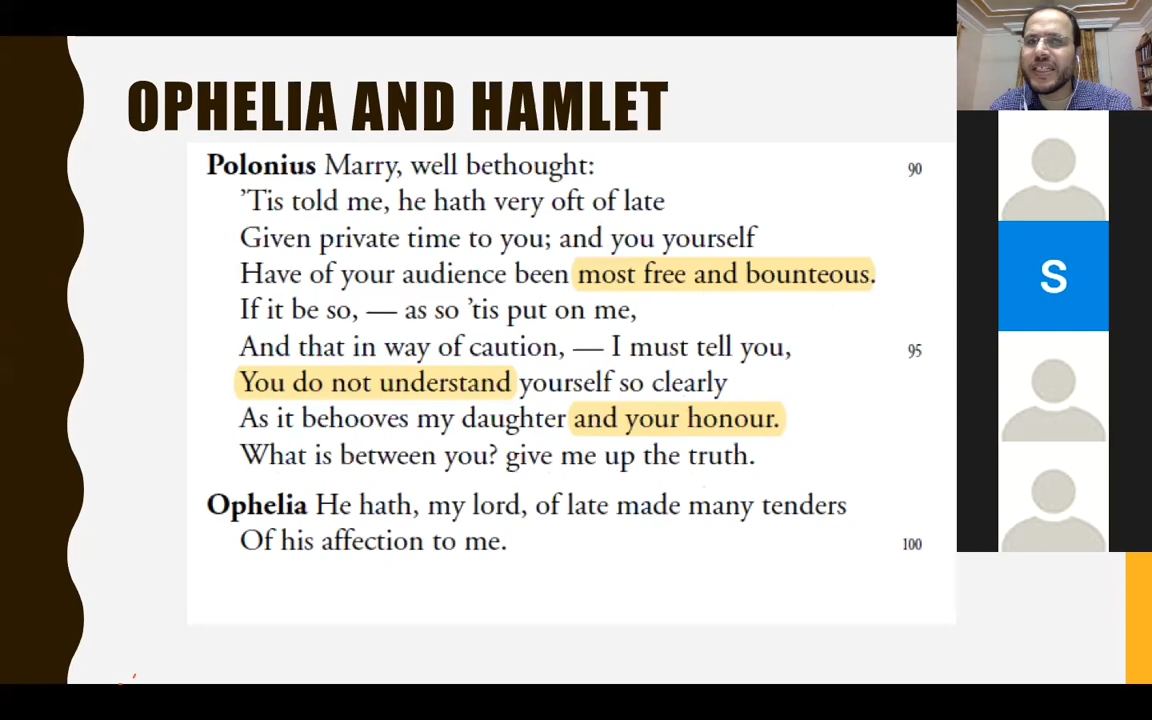 OPHELIA AND HAMLET
Polonius Marry, well bethought: 90
’Tis told me, he hath very oft of late
Given private time to you; and you yourself
Have of your audience been most free and bounteous.
If it be so, — as so ’tis put on me,
And that in way of caution, — I must tell you, 95
You do not understand yourself so clearly
As it behooves my daughter and your honour.
What is between you? give me up the truth.
Ophelia He hath, my lord, of late made many tenders
Of his affection to me. 100
S